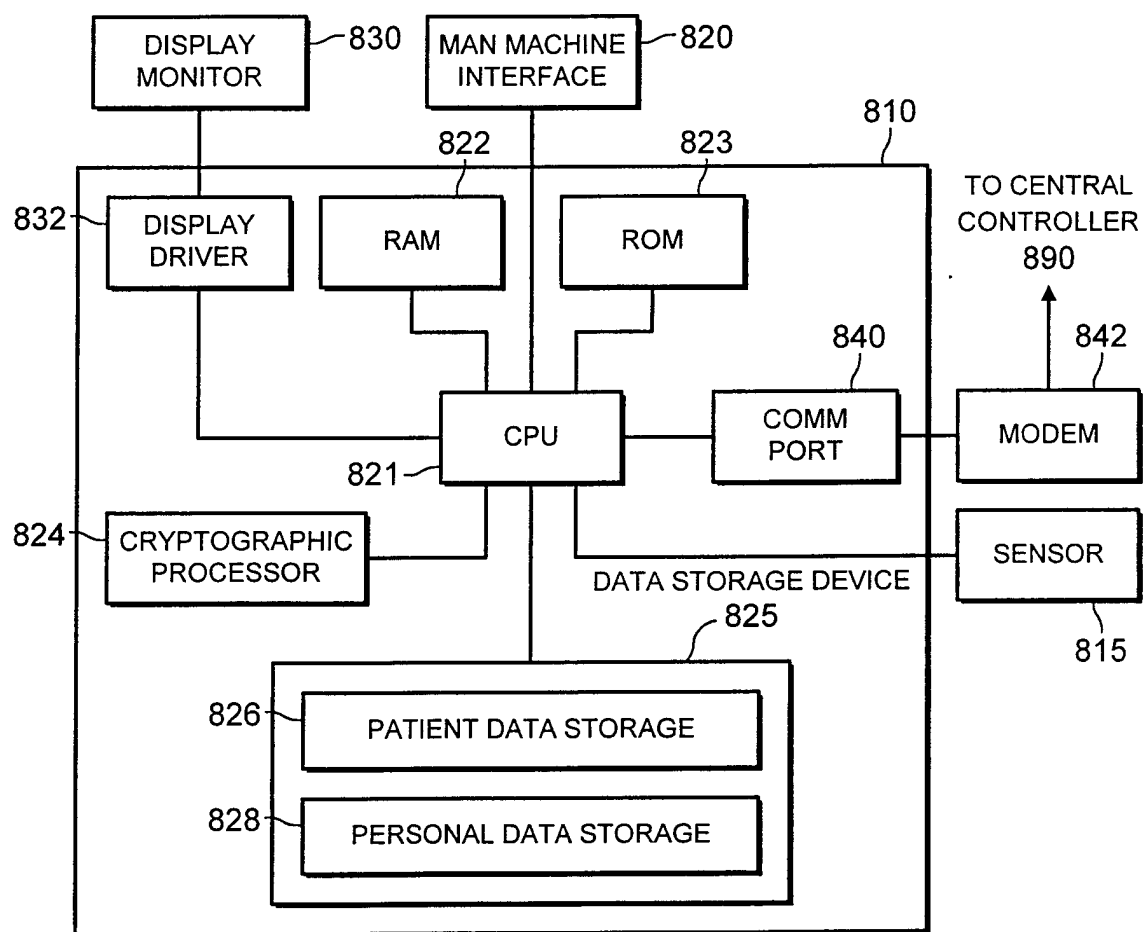 DISPLAY
MONITOR
830
MAN MACHINE
INTERFACE
820
810
822
823
832
DISPLAY
DRIVER
RAM
ROM
TO CENTRAL
CONTROLLER
890
840
842
CPU
821
COMM
PORT
MODEM
824
CRYPTOGRAPHIC
PROCESSOR
SENSOR
815
DATA STORAGE DEVICE
825
826
PATIENT DATA STORAGE
828
PERSONAL DATA STORAGE